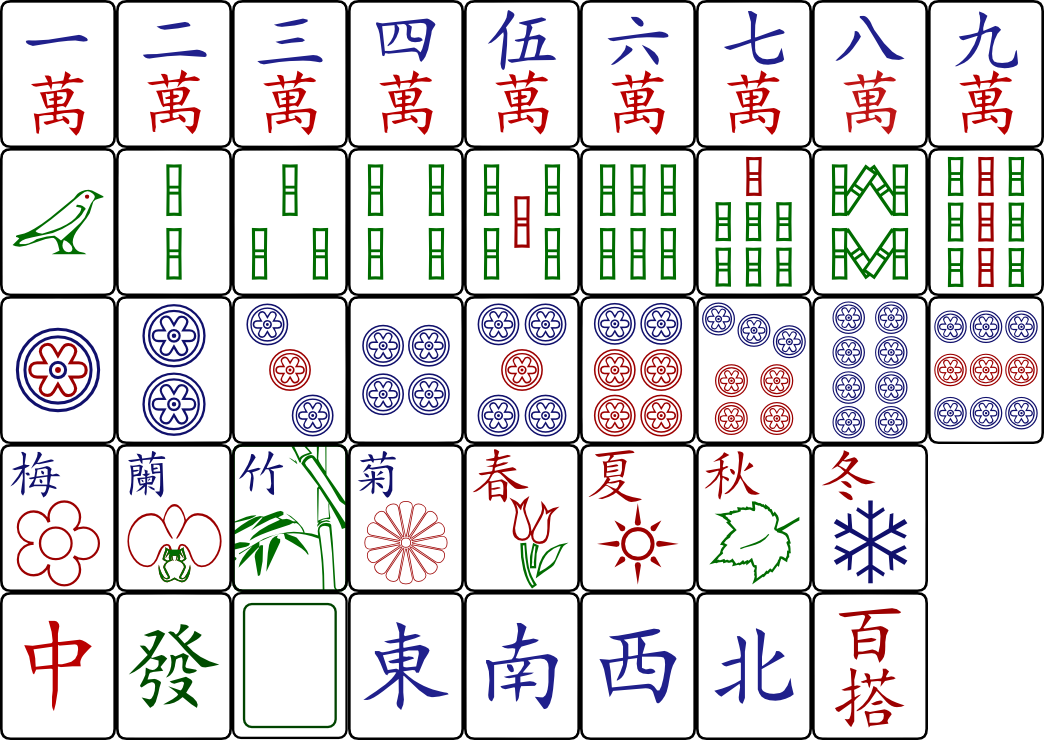 一萬 二萬 三萬 四萬 伍萬 六萬 七萬 八萬 九萬
梅 蘭 竹 菊 春 夏 秋 冬
中 發 東 南 西 北 百搭